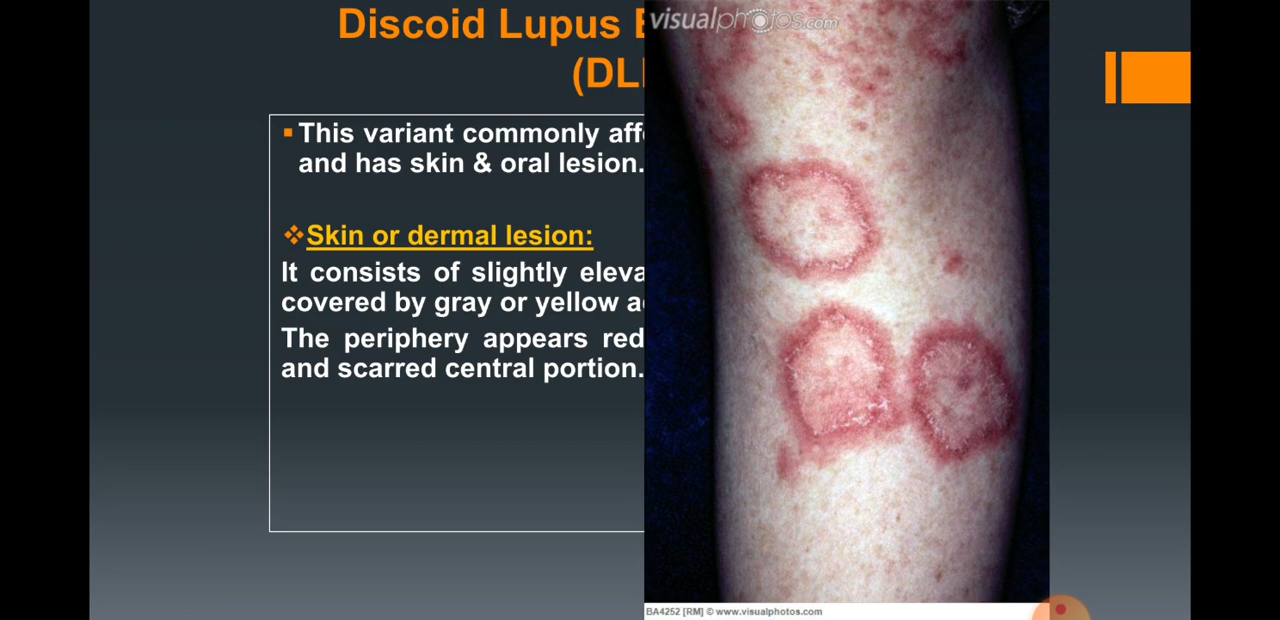 Discoid Lupus
(DL
This variant commonly aff
and has skin & oral lesion.
Skin or dermal lesion:
It consists of slightly eleva
covered by gray or yellow a
The periphery appears red
and scarred central portion.
visualphotos.com
BA4252 [RM] © www.visualphotos.com